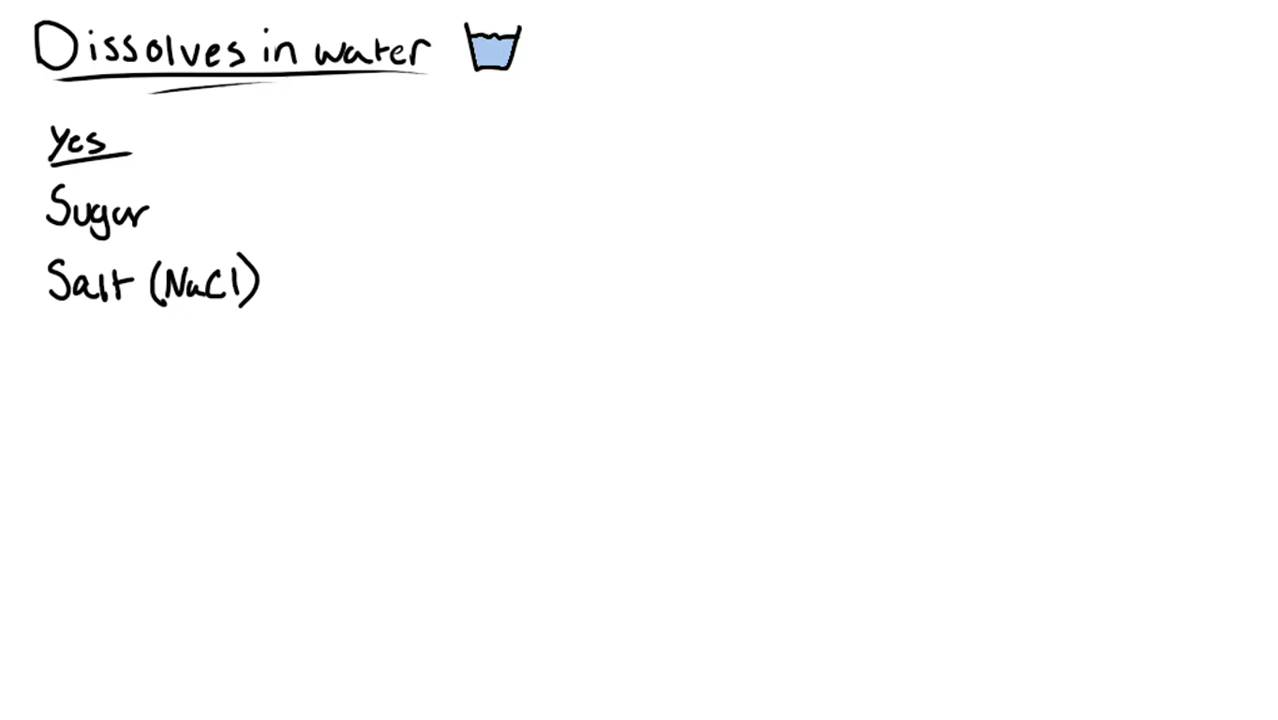 Dissolves in water
Yes
Sugar
Salt (NaCl)